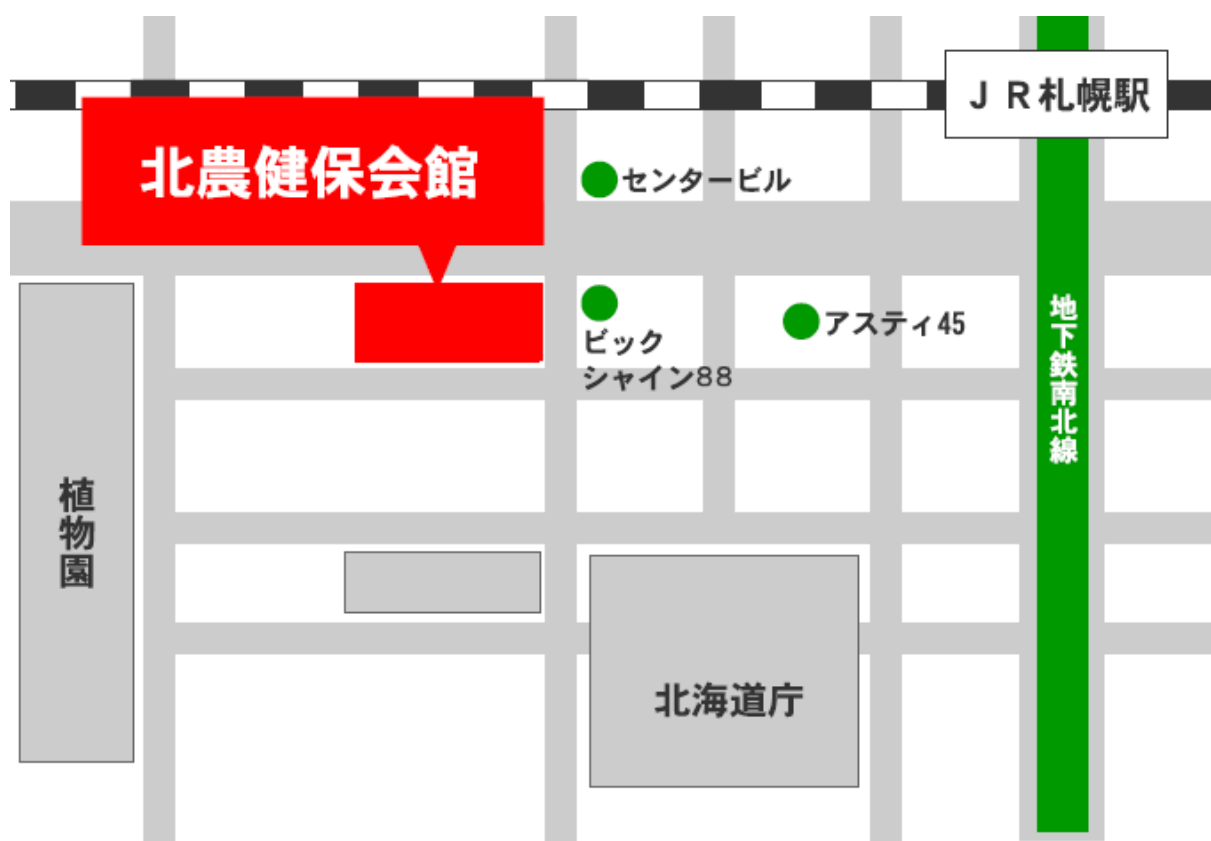 ＪＲ札幌駅
北農健保会館
センタービル
ビック
シャイン88
アスティ45
地下鉄南北線
植物園
北海道庁